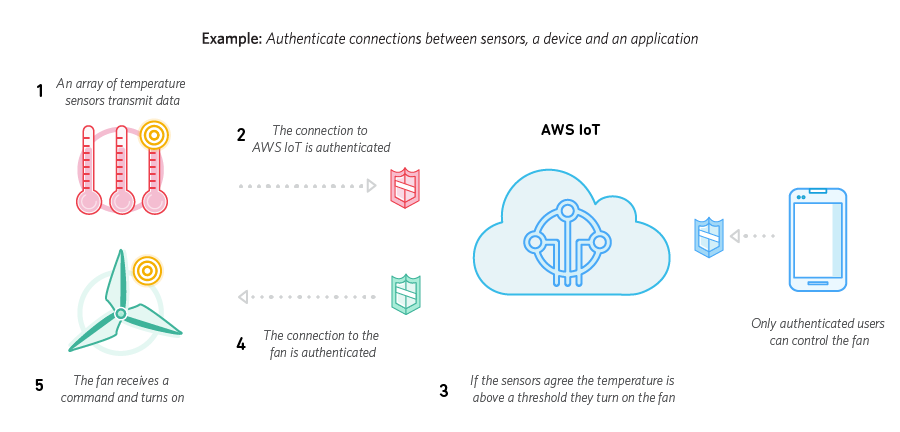 Example: Authenticate connections between sensors, a device and an application
1 An array of temperature
sensors transmit data
2 The connection to
AWS IoT is authenticated
AWS IoT
4 The connection to the
fan is authenticated
Only authenticated users
can control the fan
5 The fan receives a
command and turns on
3 If the sensors agree the temperature is
above a threshold they turn on the fan